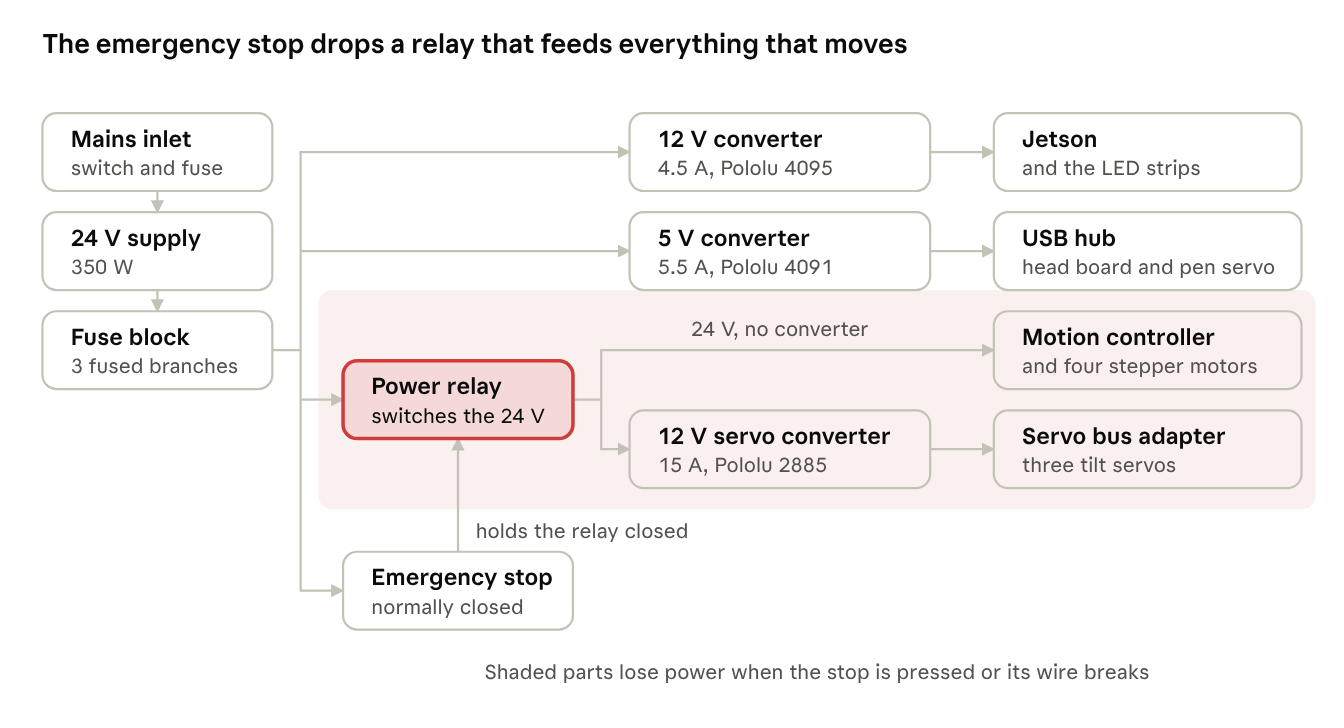 The emergency stop drops a relay that feeds everything that moves
Mains inlet
switch and fuse
24 V supply
350 W
Fuse block
3 fused branches
12 V converter
4.5 A, Pololu 4095
Jetson
and the LED strips
5 V converter
5.5 A, Pololu 4091
USB hub
head board and pen servo
24 V, no converter
Motion controller
and four stepper motors
Power relay
switches the 24 V
12 V servo converter
15 A, Pololu 2885
Servo bus adapter
three tilt servos
holds the relay closed
Emergency stop
normally closed
Shaded parts lose power when the stop is pressed or its wire breaks